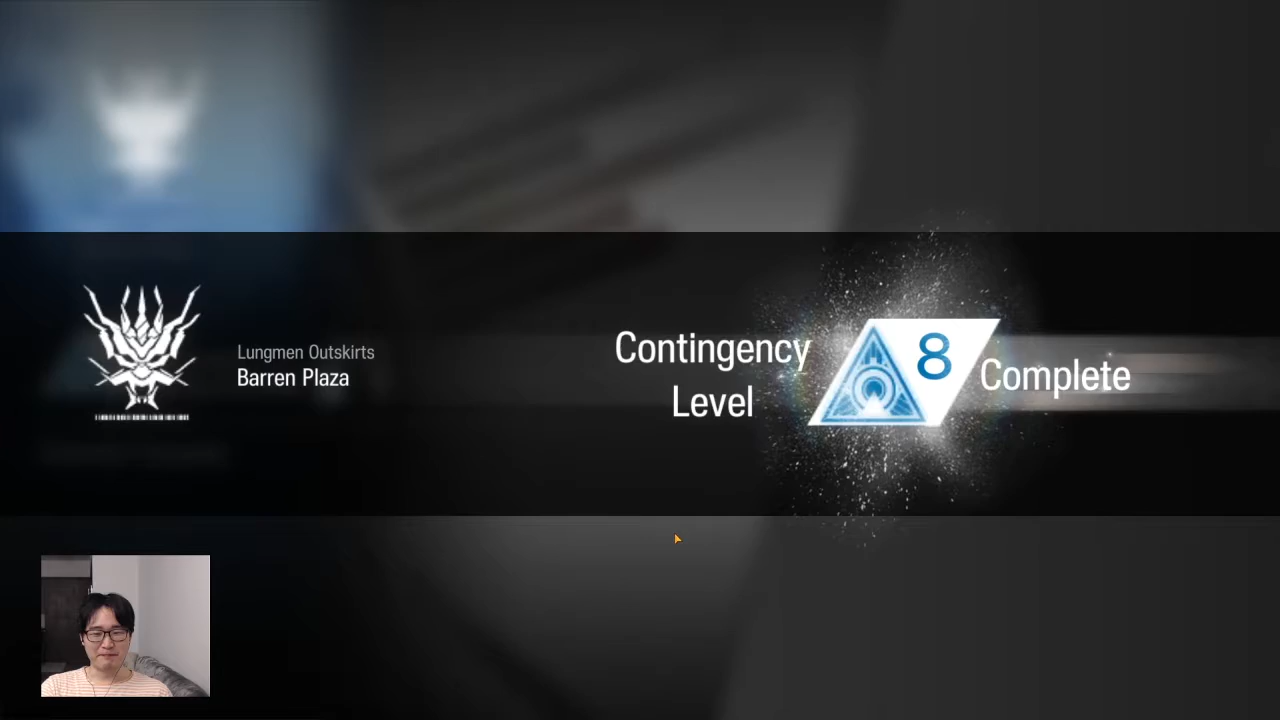 Lungmen Outskirts
Barren Plaza
Contingency
Level
8
Complete